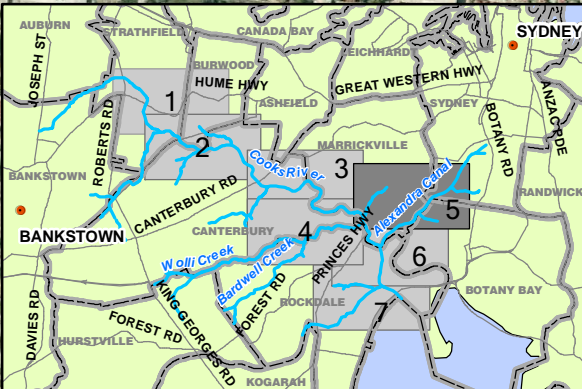 AUBURN
STRATHFIELD
CANADA BAY
SYDNEY
JOSEPH ST
BURWOOD
EICHHARDT
HUME HWY
GREAT WESTERN HWY
ANZAC PDE
1
ASHFIELD
SYDNEY
BOTANY RD
ROBERTS RD
2
MARRICKVILLE
BANKSTOWN
Cooks River
3
Alexandra Canal
RANDWICK
CANTERBURY RD
5
BANKSTOWN
CANTERBURY
4
PRINCES HWY
Wolli Creek
Bardwell Creek
6
KING GEORGES RD
FOREST RD
ROCKDALE
BOTANY BAY
DAVIES RD
FOREST RD
7
HURSTVILLE
KOGARAH